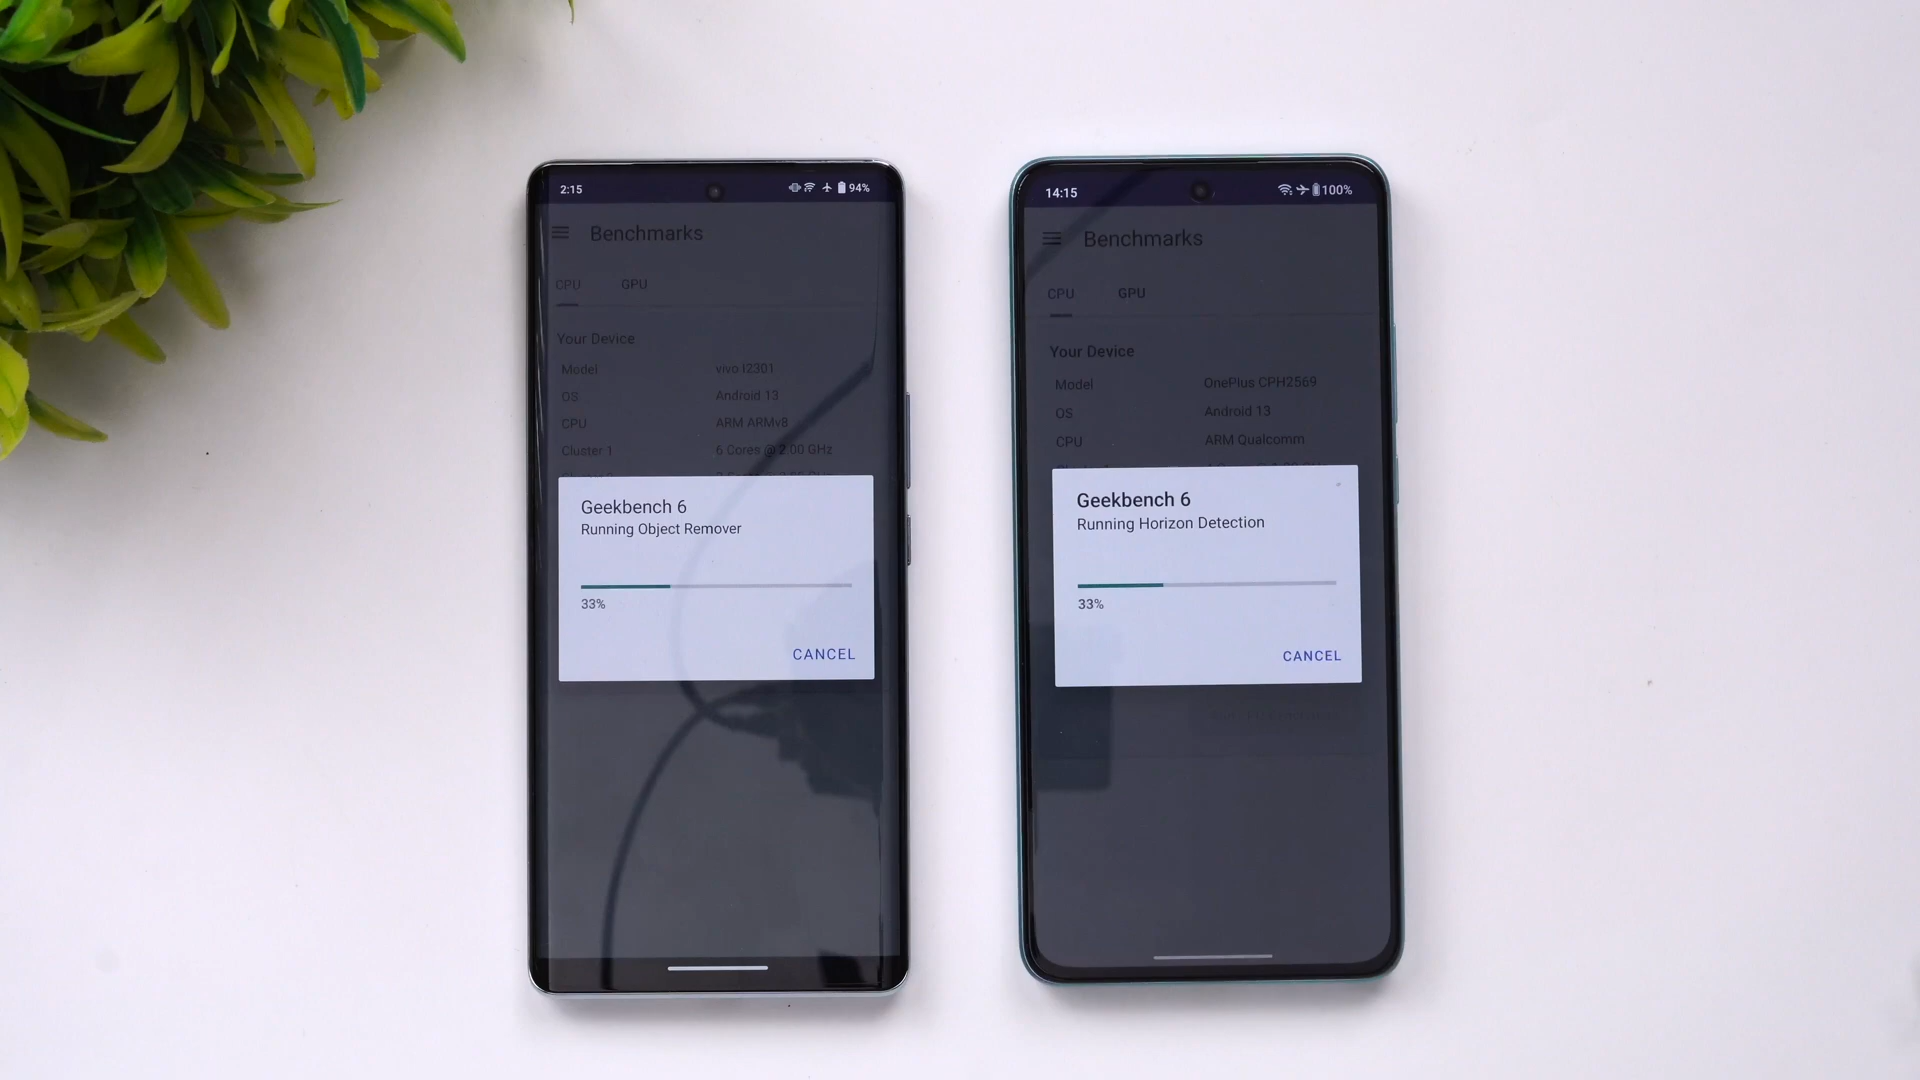 2:15
94%
Benchmarks
CPU GPU
Your Device
Model vivo I2301
OS Android 13
CPU ARM ARMv8
Cluster 1 6 Cores @ 2.00 GHz
Geekbench 6
Running Object Remover
33%
CANCEL
14:15
100%
Benchmarks
CPU GPU
Your Device
Model OnePlus CPH2569
OS Android 13
CPU ARM Qualcomm
Geekbench 6
Running Horizon Detection
33%
CANCEL